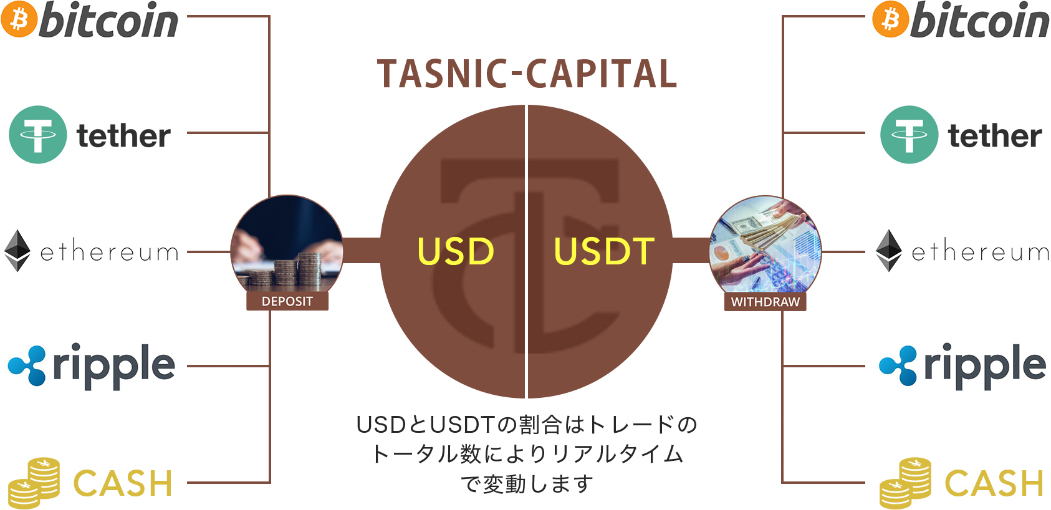 bitcoin
tether
ethereum
ripple
CASH
DEPOSIT
TASNIC-CAPITAL
USD
USDT
USDとUSDTの割合はトレードの
トータル数によりリアルタイム
で変動します
WITHDRAW
bitcoin
tether
ethereum
ripple
CASH